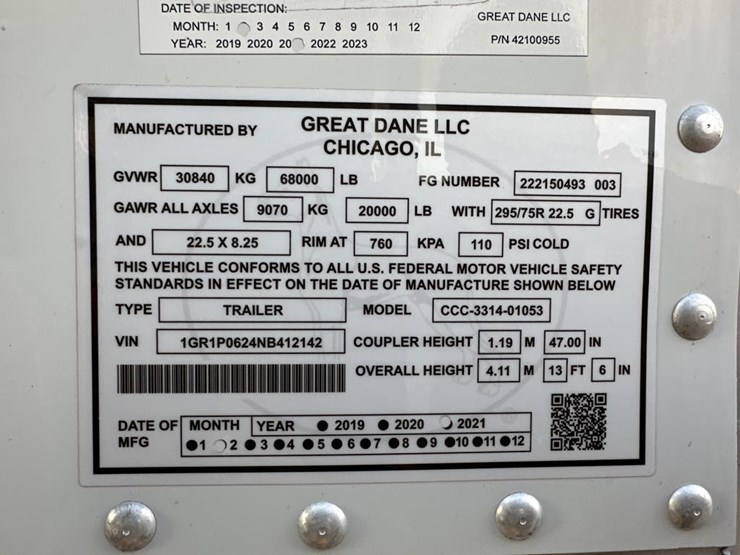 DATE OF INSPECTION:
MONTH: 1 3 4 5 6 7 8 9 10 11 12
YEAR: 2019 2020 20 2022 2023
GREAT DANE LLC
P/N 42100955
MANUFACTURED BY GREAT DANE LLC
CHICAGO, IL
GVWR 30840 KG 68000 LB FG NUMBER 222150493 003
GAWR ALL AXLES 9070 KG 20000 LB WITH 295/75R 22.5 G TIRES
AND 22.5 X 8.25 RIM AT 760 KPA 110 PSI COLD
THIS VEHICLE CONFORMS TO ALL U.S. FEDERAL MOTOR VEHICLE SAFETY
STANDARDS IN EFFECT ON THE DATE OF MANUFACTURE SHOWN BELOW
TYPE TRAILER MODEL CCC-3314-01053
VIN 1GR1P0624NB412142 COUPLER HEIGHT 1.19 M 47.00 IN
OVERALL HEIGHT 4.11 M 13 FT 6 IN
DATE OF MFG MONTH YEAR ● 2019 ● 2020 2021
●1 2 ●3 ●4 ●5 ●6 ●7 ●8 ●9 ●10 ●11 ●12